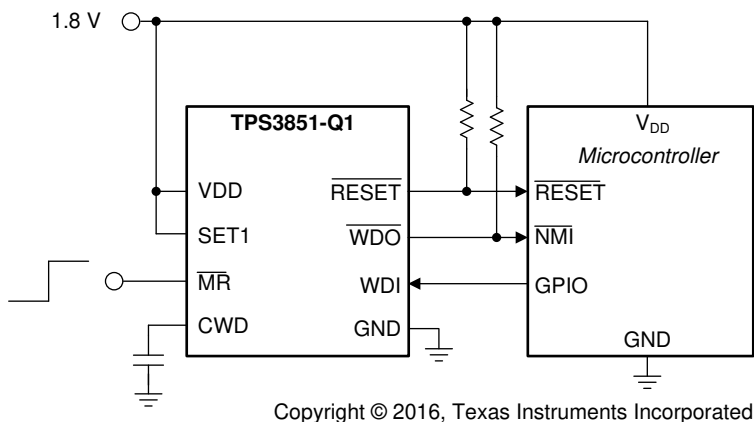 1.8 V
TPS3851-Q1
VDD
SET1
MR
CWD
RESET
WDO
WDI
GND
VDD
Microcontroller
RESET
NMI
GPIO
GND
Copyright © 2016, Texas Instruments Incorporated